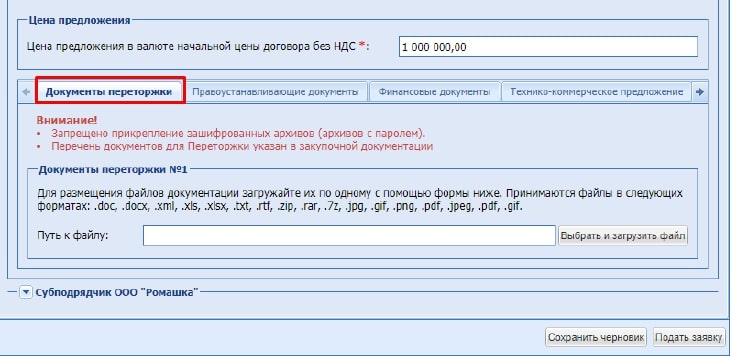 Цена предложения
Цена предложения в валюте начальной цены договора без НДС *: 1 000 000,00
Документы переторжки Правоустанавливающие документы Финансовые документы Технико-коммерческое предложение
Внимание!
• Запрещено прикрепление зашифрованных архивов (архивов с паролем).
• Перечень документов для Переторжки указан в закупочной документации
Документы переторжки №1
Для размещения файлов документации загружайте их по одному с помощью формы ниже. Принимаются файлы в следующих
форматах: .doc, .docx, .xml, .xls, .xlsx, .txt, .rtf, .zip, .rar, .7z, .jpg, .gif, .png, .pdf, .jpeg, .pdf, .gif.
Путь к файлу: Выбрать и загрузить файл
Субподрядчик ООО "Ромашка"
Сохранить черновик Подать заявку